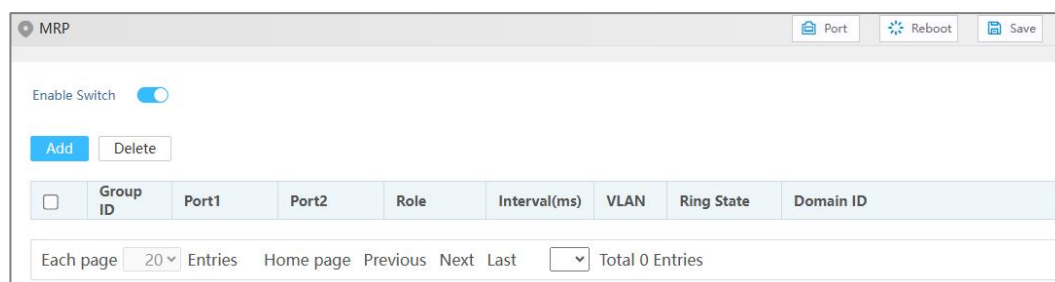 MRP Port Reboot Save
Enable Switch
Add Delete
Group ID Port1 Port2 Role Interval(ms) VLAN Ring State Domain ID
Each page 20 Entries Home page Previous Next Last Total 0 Entries